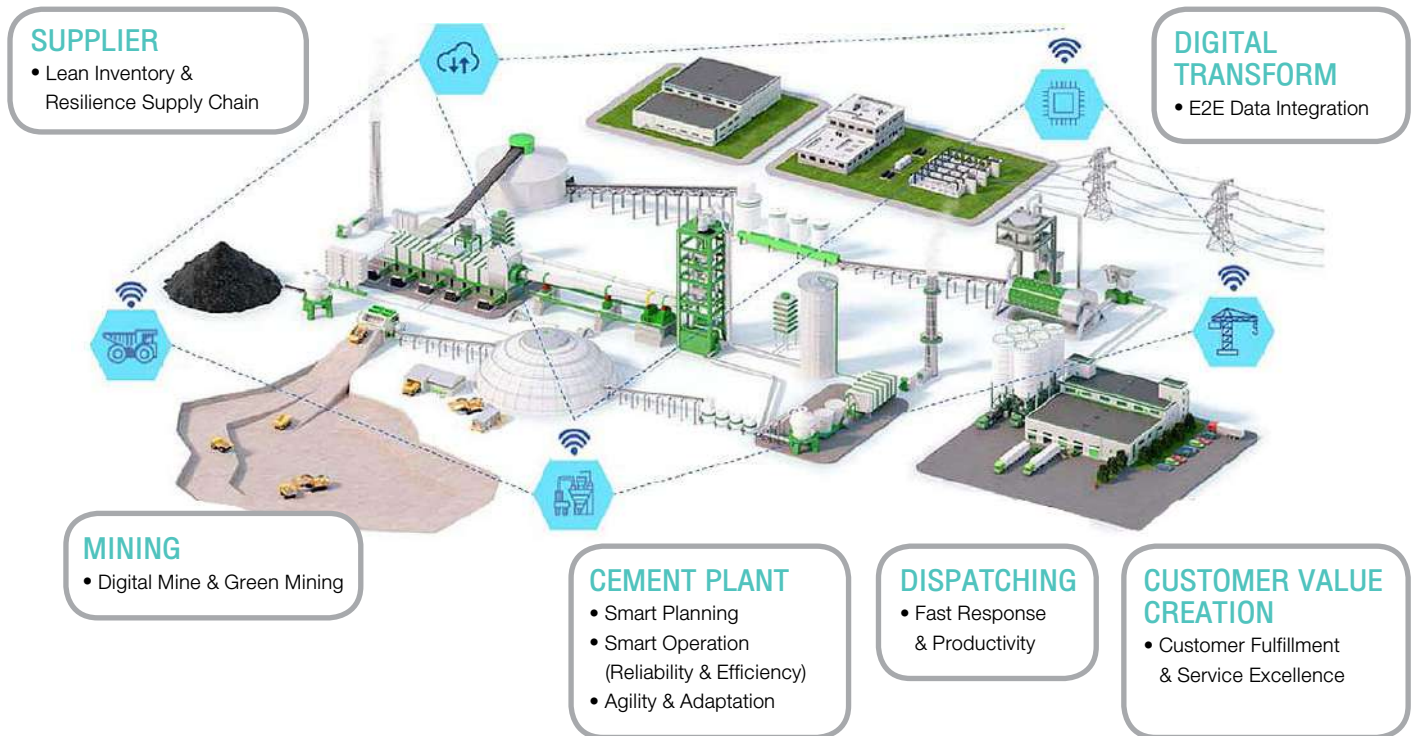 SUPPLIER
• Lean Inventory &
Resilience Supply Chain
DIGITAL
TRANSFORM
• E2E Data Integration
MINING
• Digital Mine & Green Mining
CEMENT PLANT
• Smart Planning
• Smart Operation
(Reliability & Efficiency)
• Agility & Adaptation
DISPATCHING
• Fast Response
& Productivity
CUSTOMER VALUE
CREATION
• Customer Fulfillment
& Service Excellence